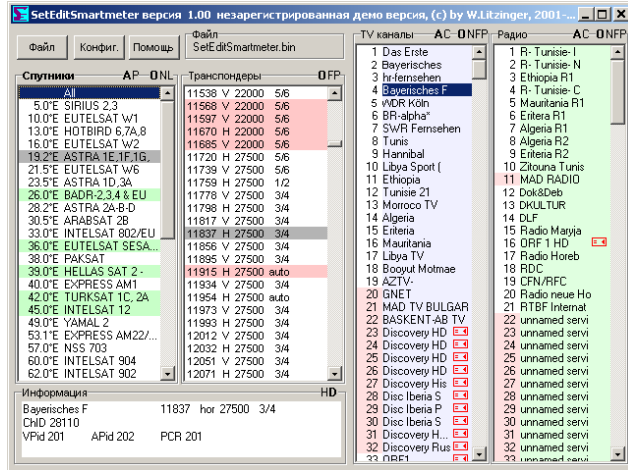 SetEditSmartmeter версия 1.00 незарегистрированная демо версия, (c) by W.Litzinger, 2001-...
Файл
Конфиг.
Помощь
Файл
SetEditSmartmeter.bin
Спутники AP-ONL
All
5.0°E SIRIUS 2,3
10.0°E EUTELSAT W1
13.0°E HOTBIRD 6,7A,8
16.0°E EUTELSAT W2
19.2°E ASTRA 1E,1F,1G,
21.5°E EUTELSAT W6
23.5°E ASTRA 1D,3A
26.0°E BADR-2,3,4 & EU
28.2°E ASTRA 2A-B-D
30.5°E ARABSAT 2B
33.0°E INTELSAT 802/EU
36.0°E EUTELSAT SESA...
38.0°E PAKSAT
39.0°E HELLAS SAT 2 -
40.0°E EXPRESS AM1
42.0°E TURKSAT 1C, 2A
45.0°E INTELSAT 12
49.0°E YAMAL 2
53.1°E EXPRESS AM22/...
57.0°E NSS 703
60.0°E INTELSAT 904
62.0°E INTELSAT 902
Транспондеры OFP
11538 V 22000 5/6
11568 V 22000 5/6
11597 V 22000 5/6
11670 H 22000 5/6
11685 V 22000 5/6
11720 H 27500 5/6
11739 V 27500 5/6
11759 H 27500 1/2
11778 V 27500 3/4
11798 H 27500 3/4
11817 V 27500 3/4
11837 H 27500 3/4
11856 V 27500 3/4
11895 V 27500 3/4
11915 H 27500 auto
11934 V 27500 3/4
11954 H 27500 auto
11973 V 27500 3/4
11993 H 27500 3/4
12012 V 27500 3/4
12032 H 27500 3/4
12051 V 27500 3/4
12071 H 27500 3/4
TV каналы AC-ONFP
1 Das Erste
2 Bayerisches
3 hr-fernsehen
4 Bayerisches F
5 WDR Köln
6 BR-alpha*
7 SWR Fernsehen
8 Tunis
9 Hannibal
10 Libya Sport (
11 Ethiopia
12 Tunisie 21
13 Morroco TV
14 Algeria
15 Eriteria
16 Mauritania
17 Libya TV
18 Booyut Motmae
19 AZTV-
20 GNET
21 MAD TV BULGAR
22 BASKENT-AB TV
23 Discovery HD
24 Discovery HD
25 Discovery HD
26 Discovery HD
27 Discovery His
28 Disc Iberia S
29 Disc Iberia P
30 Disc Iberia S
31 Discovery H...
32 Discovery Rus
33 ORF1
Радио AC-ONFP
1 R- Tunisie- I
2 R- Tunisie- N
3 Ethiopia R1
4 R- Tunisie- C
5 Mauritania R1
6 Eritera R1
7 Algeria R1
8 Algeria R2
9 Eriteria R2
10 Zitouna Tunis
11 MAD RADIO
12 Dok&Deb
13 DKULTUR
14 DLF
15 Radio Maryja
16 ORF 1 HD
17 Radio Horeb
18 RDC
19 CFN/RFC
20 Radio neue Ho
21 RTBF Internat
22 unnamed servi
23 unnamed servi
24 unnamed servi
25 unnamed servi
26 unnamed servi
27 unnamed servi
28 unnamed servi
29 unnamed servi
30 unnamed servi
31 unnamed servi
32 unnamed servi
33 unnamed servi
Информация HD-
Bayerisches F 11837 hor 27500 3/4
ChID 28110
VPid 201 APid 202 PCR 201